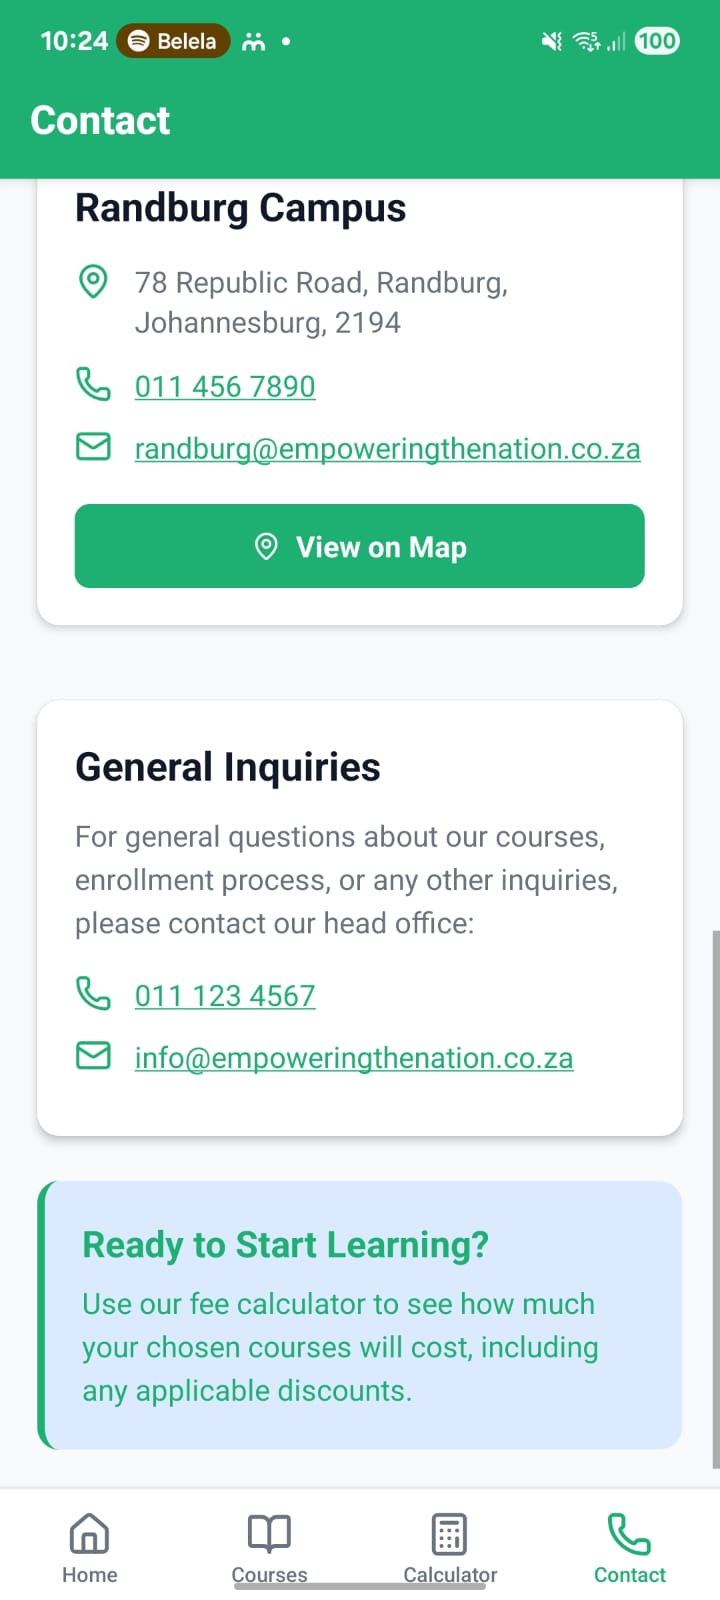 10:24 Belela 100
Contact
Randburg Campus
78 Republic Road, Randburg,
Johannesburg, 2194
011 456 7890
randburg@empoweringthenation.co.za
View on Map
General Inquiries
For general questions about our courses,
enrollment process, or any other inquiries,
please contact our head office:
011 123 4567
info@empoweringthenation.co.za
Ready to Start Learning?
Use our fee calculator to see how much
your chosen courses will cost, including
any applicable discounts.
Home Courses Calculator Contact